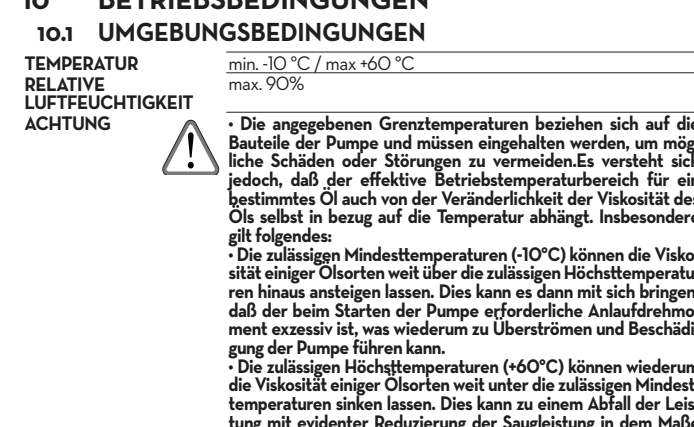 10 BETRIEBSBEDINGUNGEN
10.1 UMGEBUNGSBEDINGUNGEN
TEMPERATUR min. -10 °C / max +60 °C
RELATIVE max. 90%
LUFTFEUCHTIGKEIT
ACHTUNG • Die angegebenen Grenztemperaturen beziehen sich auf die
Bauteile der Pumpe und müssen eingehalten werden, um mög
liche Schäden oder Störungen zu vermeiden.Es versteht sich
jedoch, daß der effektive Betriebstemperaturbereich für ein
bestimmtes Öl auch von der Veränderlichkeit der Viskosität des
Öls selbst in bezug auf die Temperatur abhängt. Insbesondere
gilt folgendes:
• Die zulässigen Mindesttemperaturen (-10°C) können die Visko
sität einiger Ölsorten weit über die zulässigen Höchsttemperatu
ren hinaus ansteigen lassen. Dies kann es dann mit sich bringen
daß der beim Starten der Pumpe erforderliche Anlaufdrehmo
ment exzessiv ist, was wiederum zu Überströmen und Beschädi
gung der Pumpe führen kann.
• Die zulässigen Höchsttemperaturen (+60°C) können wiederum
die Viskosität einiger Ölsorten weit unter die zulässigen Mindest
temperaturen sinken lassen. Dies kann zu einem Abfall der Leis
tung mit evidenter Reduzierung der Saugleistung in dem Maße